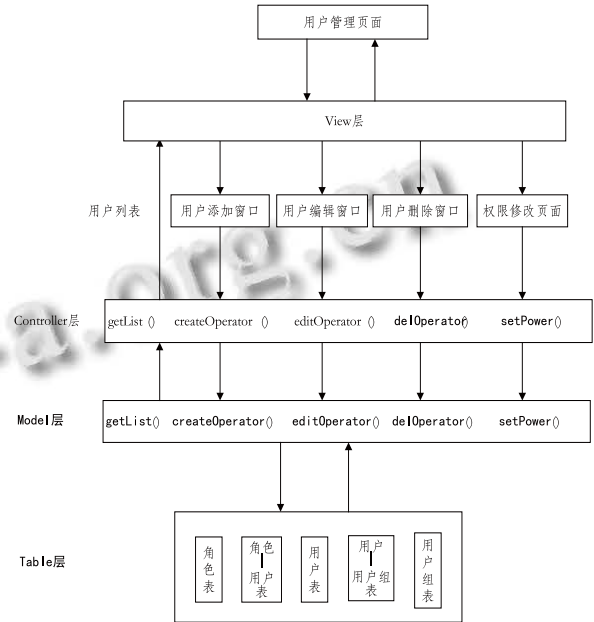 用户管理页面
View层
用户列表
用户添加窗口
用户编辑窗口
用户删除窗口
权限修改页面
Controller层
getList ()
createOperator ()
editOperator ()
delOperator()
setPower()
Model层
getList()
createOperator()
editOperator()
delOperator()
setPower()
Table层
角色表
角色—用户表
用户表
用户—用户组表
用户组表
a.org.cn